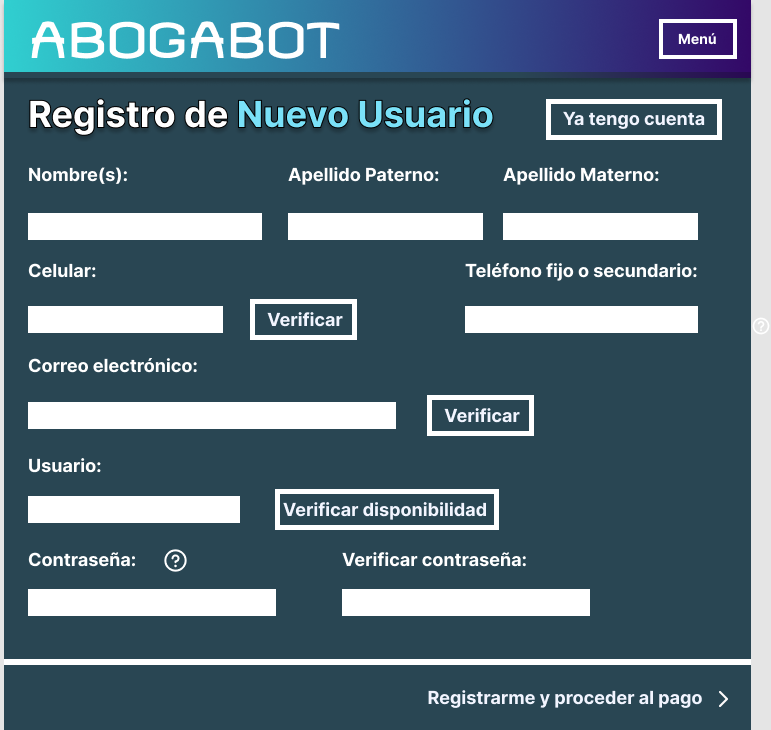 ABOGABOT
Menú
Registro de Nuevo Usuario
Ya tengo cuenta
Nombre(s):
Apellido Paterno:
Apellido Materno:
Celular:
Teléfono fijo o secundario:
Verificar
Correo electrónico:
Verificar
Usuario:
Verificar disponibilidad
Contraseña:
?
Verificar contraseña:
Registrarme y proceder al pago
?